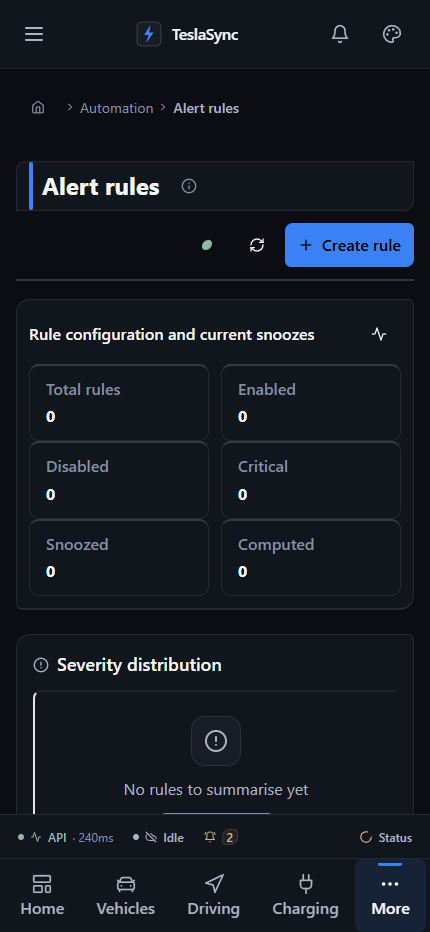 TeslaSync
Automation
Alert rules
Alert rules
Create rule
Rule configuration and current snoozes
Total rules
0
Enabled
0
Disabled
0
Critical
0
Snoozed
0
Computed
0
Severity distribution
No rules to summarise yet
API · 240ms
Idle
2
Status
Home
Vehicles
Driving
Charging
More